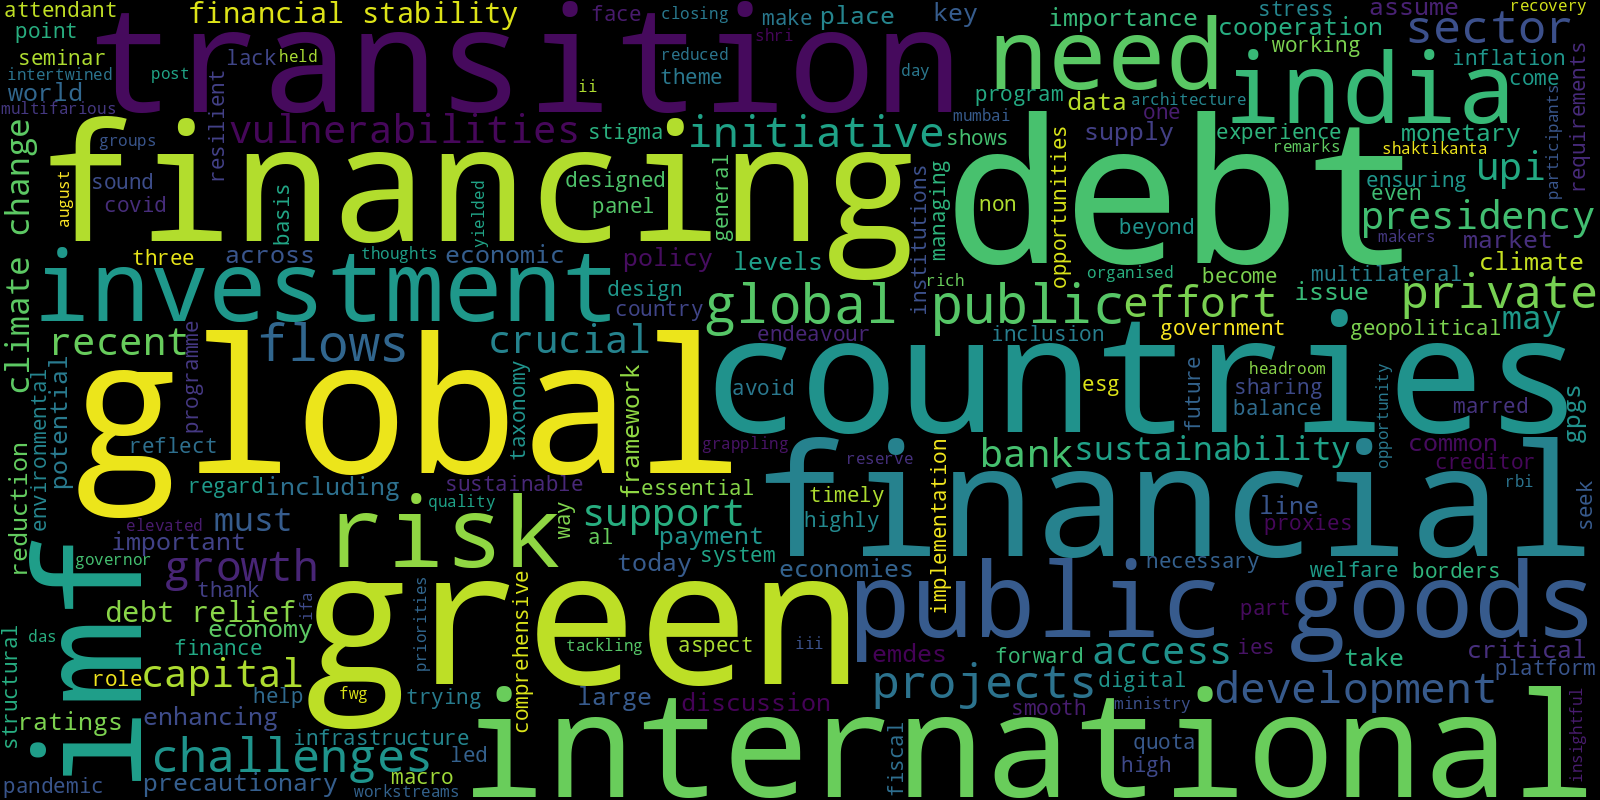 attendant
financial stability
face
closing
make
place
key
importance
stress
assume
recovery
point
transition
shri
need
cooperation
sector
seminar
lack
held
reduced
working
intertwined
post
theme
day
india
inflation
world
ii
program
data
architecture
come
multifarious
resilient
mumbai
one
requirements
climate change
groups
vulnerabilities
stigma
initiative
shows
supply
experience
monetary
remarks
shaktikanta
upi
financing
debt
august
sound
covid
basis
yielded
designed
panel
general
institutions
managing
non
opportunities
beyond
participantse
ensuring
even
presidency
makers
market
three
across
thoughts
economic
policy
levels
organised
become
multilateral
climate
investment
design
country
rich
global
public
effort
issue
private
recent
flows
crucial
endeavour
inclusion
government
geopolitical
may
programme
potential
environmental
global
countries
taxonomy
framework
avoid
esg
future
headroom
sharing
balance
opportunity
marred
gpgs
reflect
grappling
reserve
bank
sustainability
common
creditor
rbi
regard
including
sustainable
essential
timely
highly
implementation
financial
line
proxies
seek
reduction
elevated
must
important
quality
risk
way
support
al
payment
system
governor
growth
today
economies
necessary
welfare
borders
imf
thank
debt relief
ifa
priorities
comprehensive
green
public goods
part
das
economy
finance
tackling
aspect
iii
emdes
forward
access
ies
take
critical
platform
structural
role
capital
help
fwg
trying
large
discussion
projects
digital
smooth
ministry
development
ratings
enhancing
infrastructure
led
international
fiscal
quota
high
insightful
challenges
pandemic
precautionary
macro
workstreams